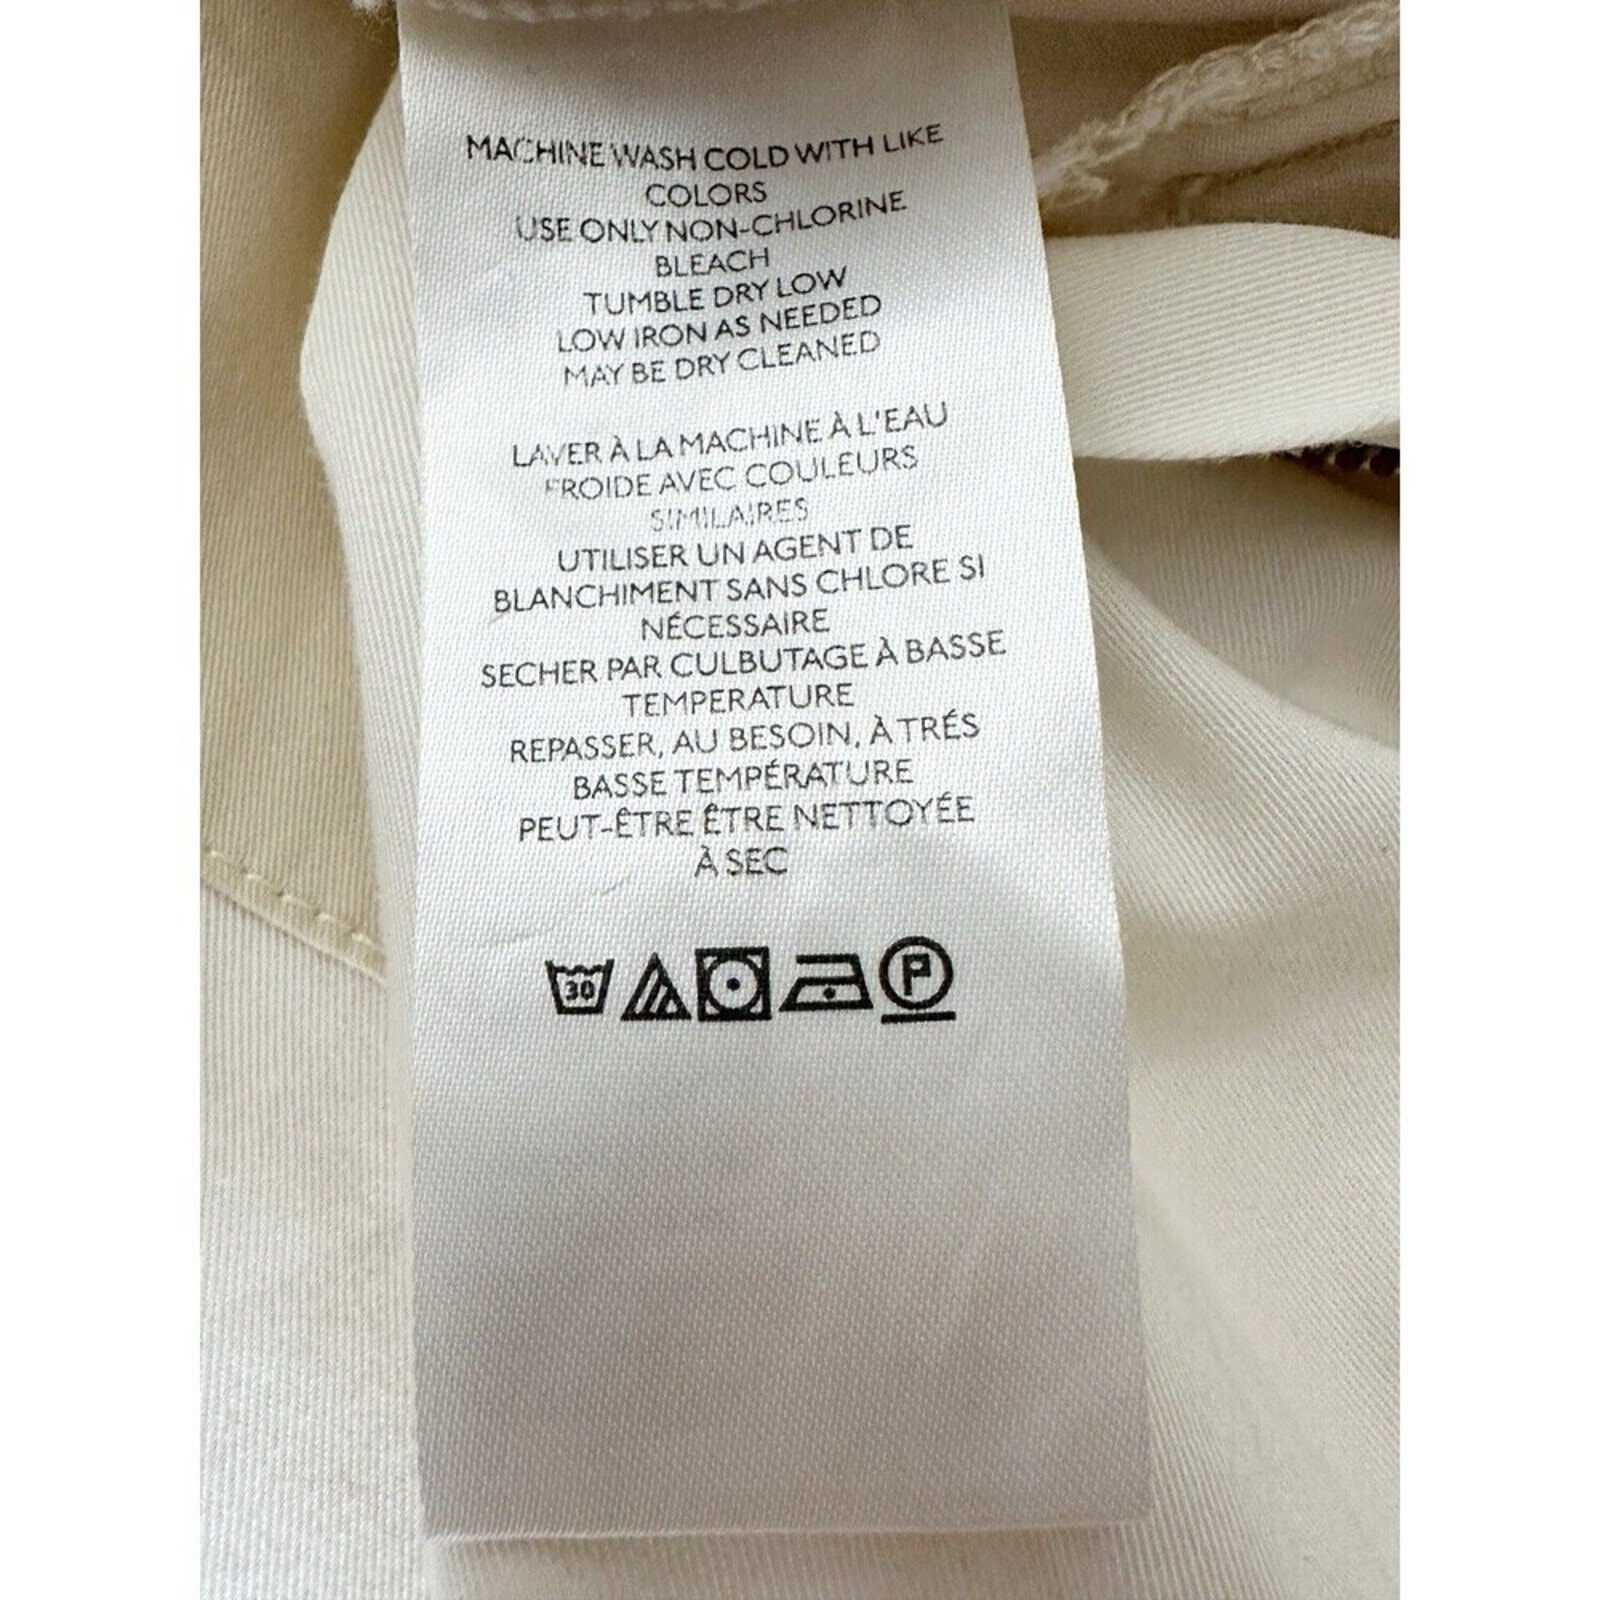 MACHINE WASH COLD WITH LIKE
COLORS
USE ONLY NON-CHLORINE
BLEACH
TUMBLE DRY LOW
LOW IRON AS NEEDED
MAY BE DRY CLEANED
LAVER À LA MACHINE À L'EAU
FROIDE AVEC COULEURS
SIMILAIRES
UTILISER UN AGENT DE
BLANCHIMENT SANS CHLORE SI
NÉCESSAIRE
SECHER PAR CULBUTAGE À BASSE
TEMPERATURE
REPASSER, AU BESOIN, À TRÉS
BASSE TEMPÉRATURE
PEUT-ÊTRE ÊTRE NETTOYÉE
À SEC
30 P